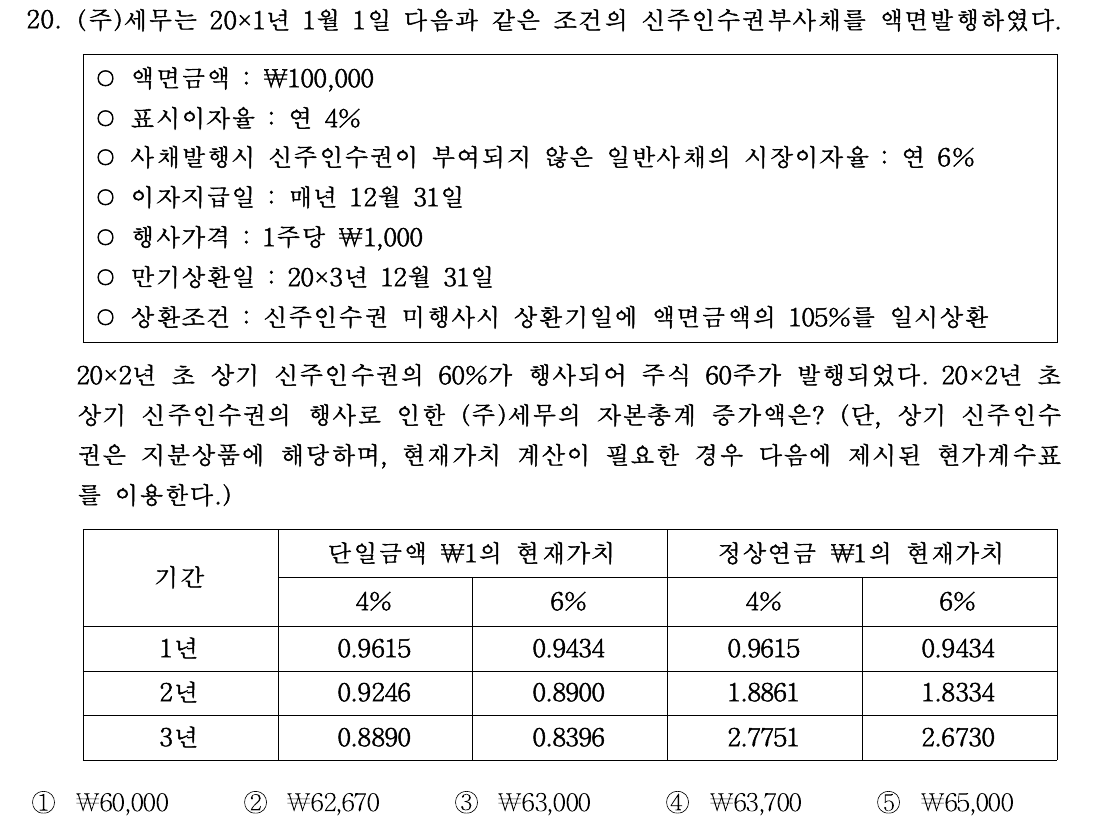 20. (주)세무는 20×1년 1월 1일 다음과 같은 조건의 신주인수권부사채를 액면발행하였다.
○ 액면금액 : ₩100,000
○ 표시이자율 : 연 4%
○ 사채발행시 신주인수권이 부여되지 않은 일반사채의 시장이자율 : 연 6%
○ 이자지급일 : 매년 12월 31일
○ 행사가격 : 1주당 ₩1,000
○ 만기상환일 : 20×3년 12월 31일
○ 상환조건 : 신주인수권 미행사시 상환기일에 액면금액의 105%를 일시상환
20×2년 초 상기 신주인수권의 60%가 행사되어 주식 60주가 발행되었다. 20×2년 초
상기 신주인수권의 행사로 인한 (주)세무의 자본총계 증가액은? (단, 상기 신주인수
권은 지분상품에 해당하며, 현재가치 계산이 필요한 경우 다음에 제시된 현가계수표
를 이용한다.)
기간 단일금액 ₩1의 현재가치 정상연금 ₩1의 현재가치
4% 6% 4% 6%
1년 0.9615 0.9434 0.9615 0.9434
2년 0.9246 0.8900 1.8861 1.8334
3년 0.8890 0.8396 2.7751 2.6730
① ₩60,000 ② ₩62,670 ③ ₩63,000 ④ ₩63,700 ⑤ ₩65,000